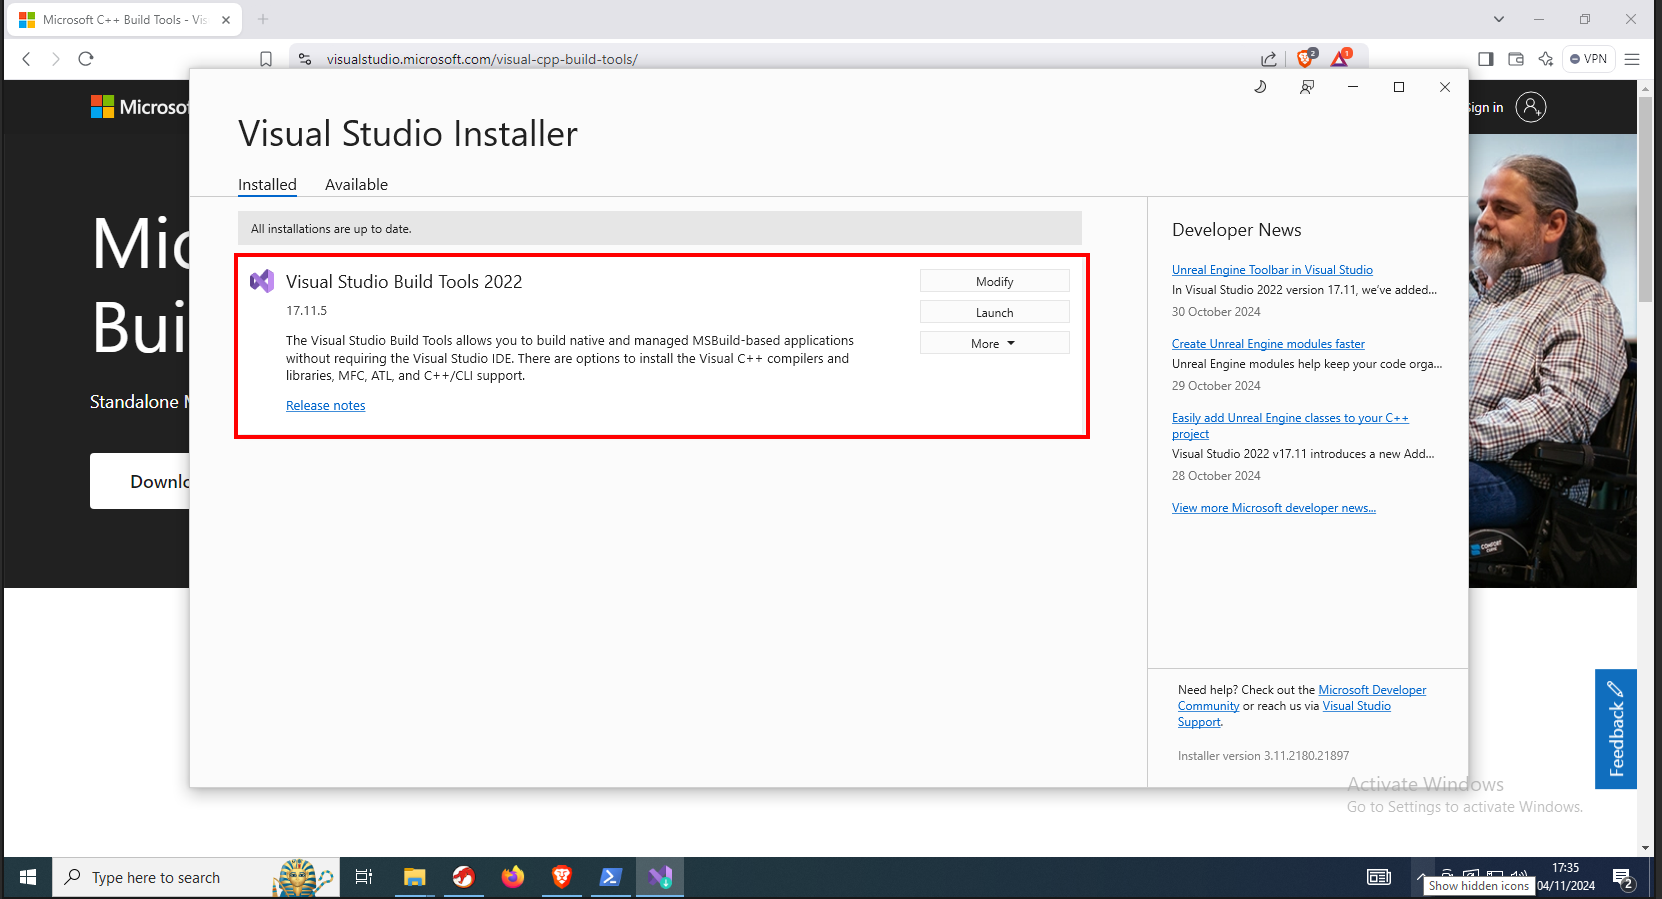 Microsoft C++ Build Tools - Vis
visualstudio.microsoft.com/visual-cpp-build-tools/
2
1
VPN
Microsof
Sign in
Mic
Buil
Standalone M
Downlo
Visual Studio Installer
Installed
Available
All installations are up to date.
Visual Studio Build Tools 2022
17.11.5
The Visual Studio Build Tools allows you to build native and managed MSBuild-based applications
without requiring the Visual Studio IDE. There are options to install the Visual C++ compilers and
libraries, MFC, ATL, and C++/CLI support.
Release notes
Modify
Launch
More
Developer News
Unreal Engine Toolbar in Visual Studio
In Visual Studio 2022 version 17.11, we've added...
30 October 2024
Create Unreal Engine modules faster
Unreal Engine modules help keep your code orga...
29 October 2024
Easily add Unreal Engine classes to your C++
project
Visual Studio 2022 v17.11 introduces a new Add...
28 October 2024
View more Microsoft developer news...
Need help? Check out the Microsoft Developer
Community or reach us via Visual Studio
Support.
Installer version 3.11.2180.21897
COMFORT
Feedback
Activate Windows
Go to Settings to activate Windows.
Type here to search
Show hidden icons
17:35
04/11/2024
2